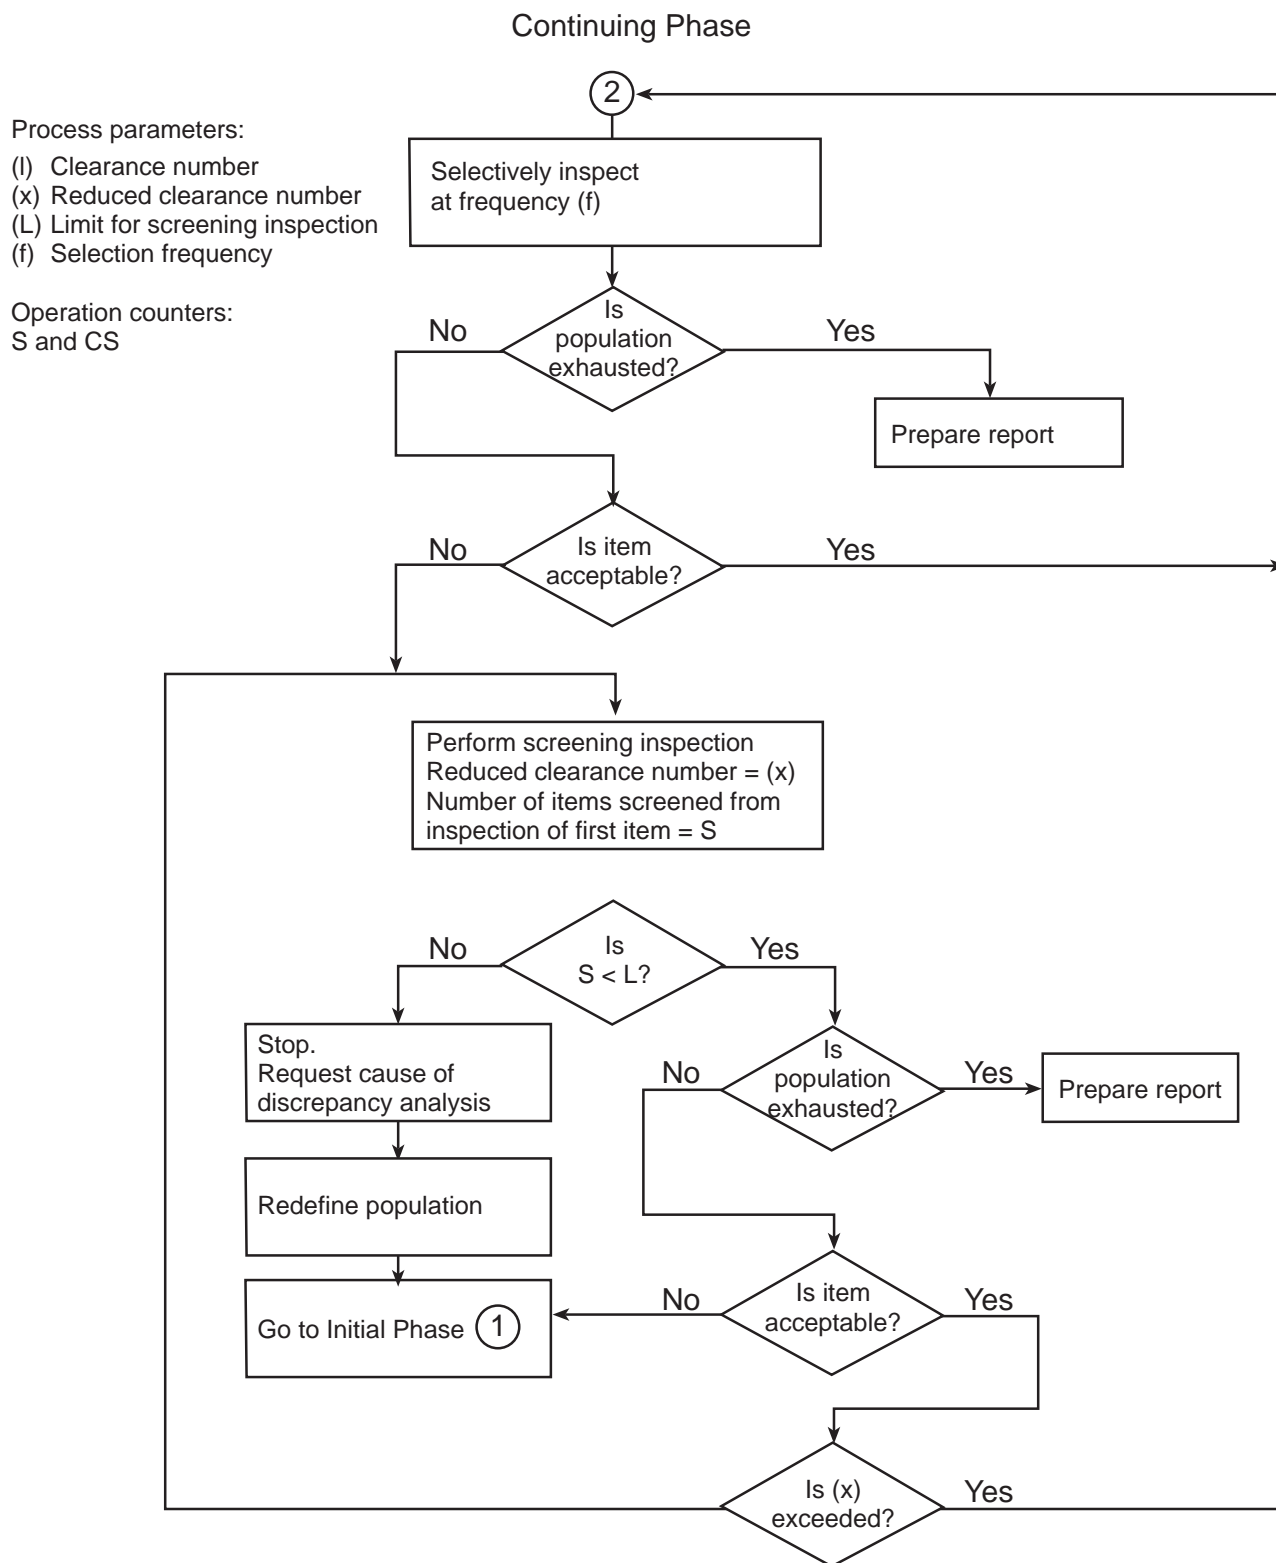 Continuing Phase
2
Process parameters:
(l) Clearance number
(x) Reduced clearance number
(L) Limit for screening inspection
(f) Selection frequency
Operation counters:
S and CS
Selectively inspect
at frequency (f)
Is
population
exhausted?
No
Yes
Prepare report
Is item
acceptable?
No
Yes
Perform screening inspection
Reduced clearance number = (x)
Number of items screened from
inspection of first item = S
Is
S < L?
No
Yes
Stop.
Request cause of
discrepancy analysis
Is
population
exhausted?
No
Yes
Prepare report
Redefine population
Go to Initial Phase 1
Is item
acceptable?
No
Yes
Is (x)
exceeded?
Yes